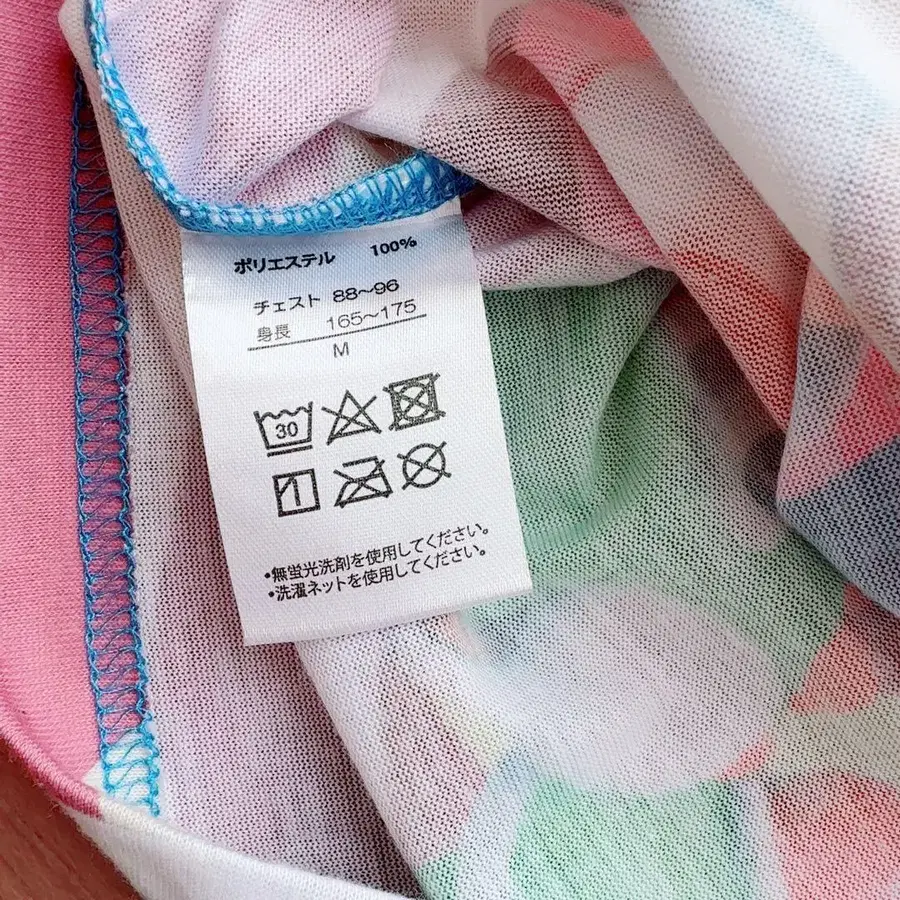 ポリエステル 100%
チェスト 88～96
身長 165～175
M
30
・無蛍光洗剤を使用してください。
・洗濯ネットを使用してください。